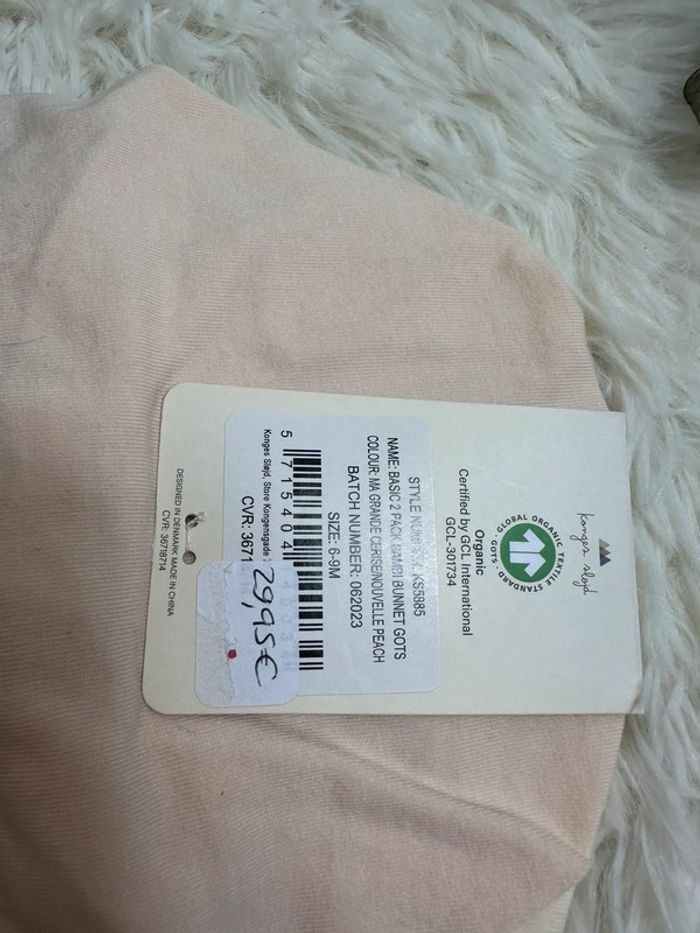 konges sløjd
GLOBAL ORGANIC TEXTILE STANDARD · GOTS ·
Organic
Certified by GCL International
GCL-301734
STYLE KS5885
NAME: BASIC 2 PACK BAMBI BUNNET GOTS
COLOUR: MA GRANDE CERISE/NOUVELLE PEACH
BATCH NUMBER: 062023
SIZE: 6-9M
5 715404
Konges Sløjd, Store Kongensgade
CVR: 3671
29,95€
DESIGNED IN DENMARK MADE IN CHINA
CVR: 36718714